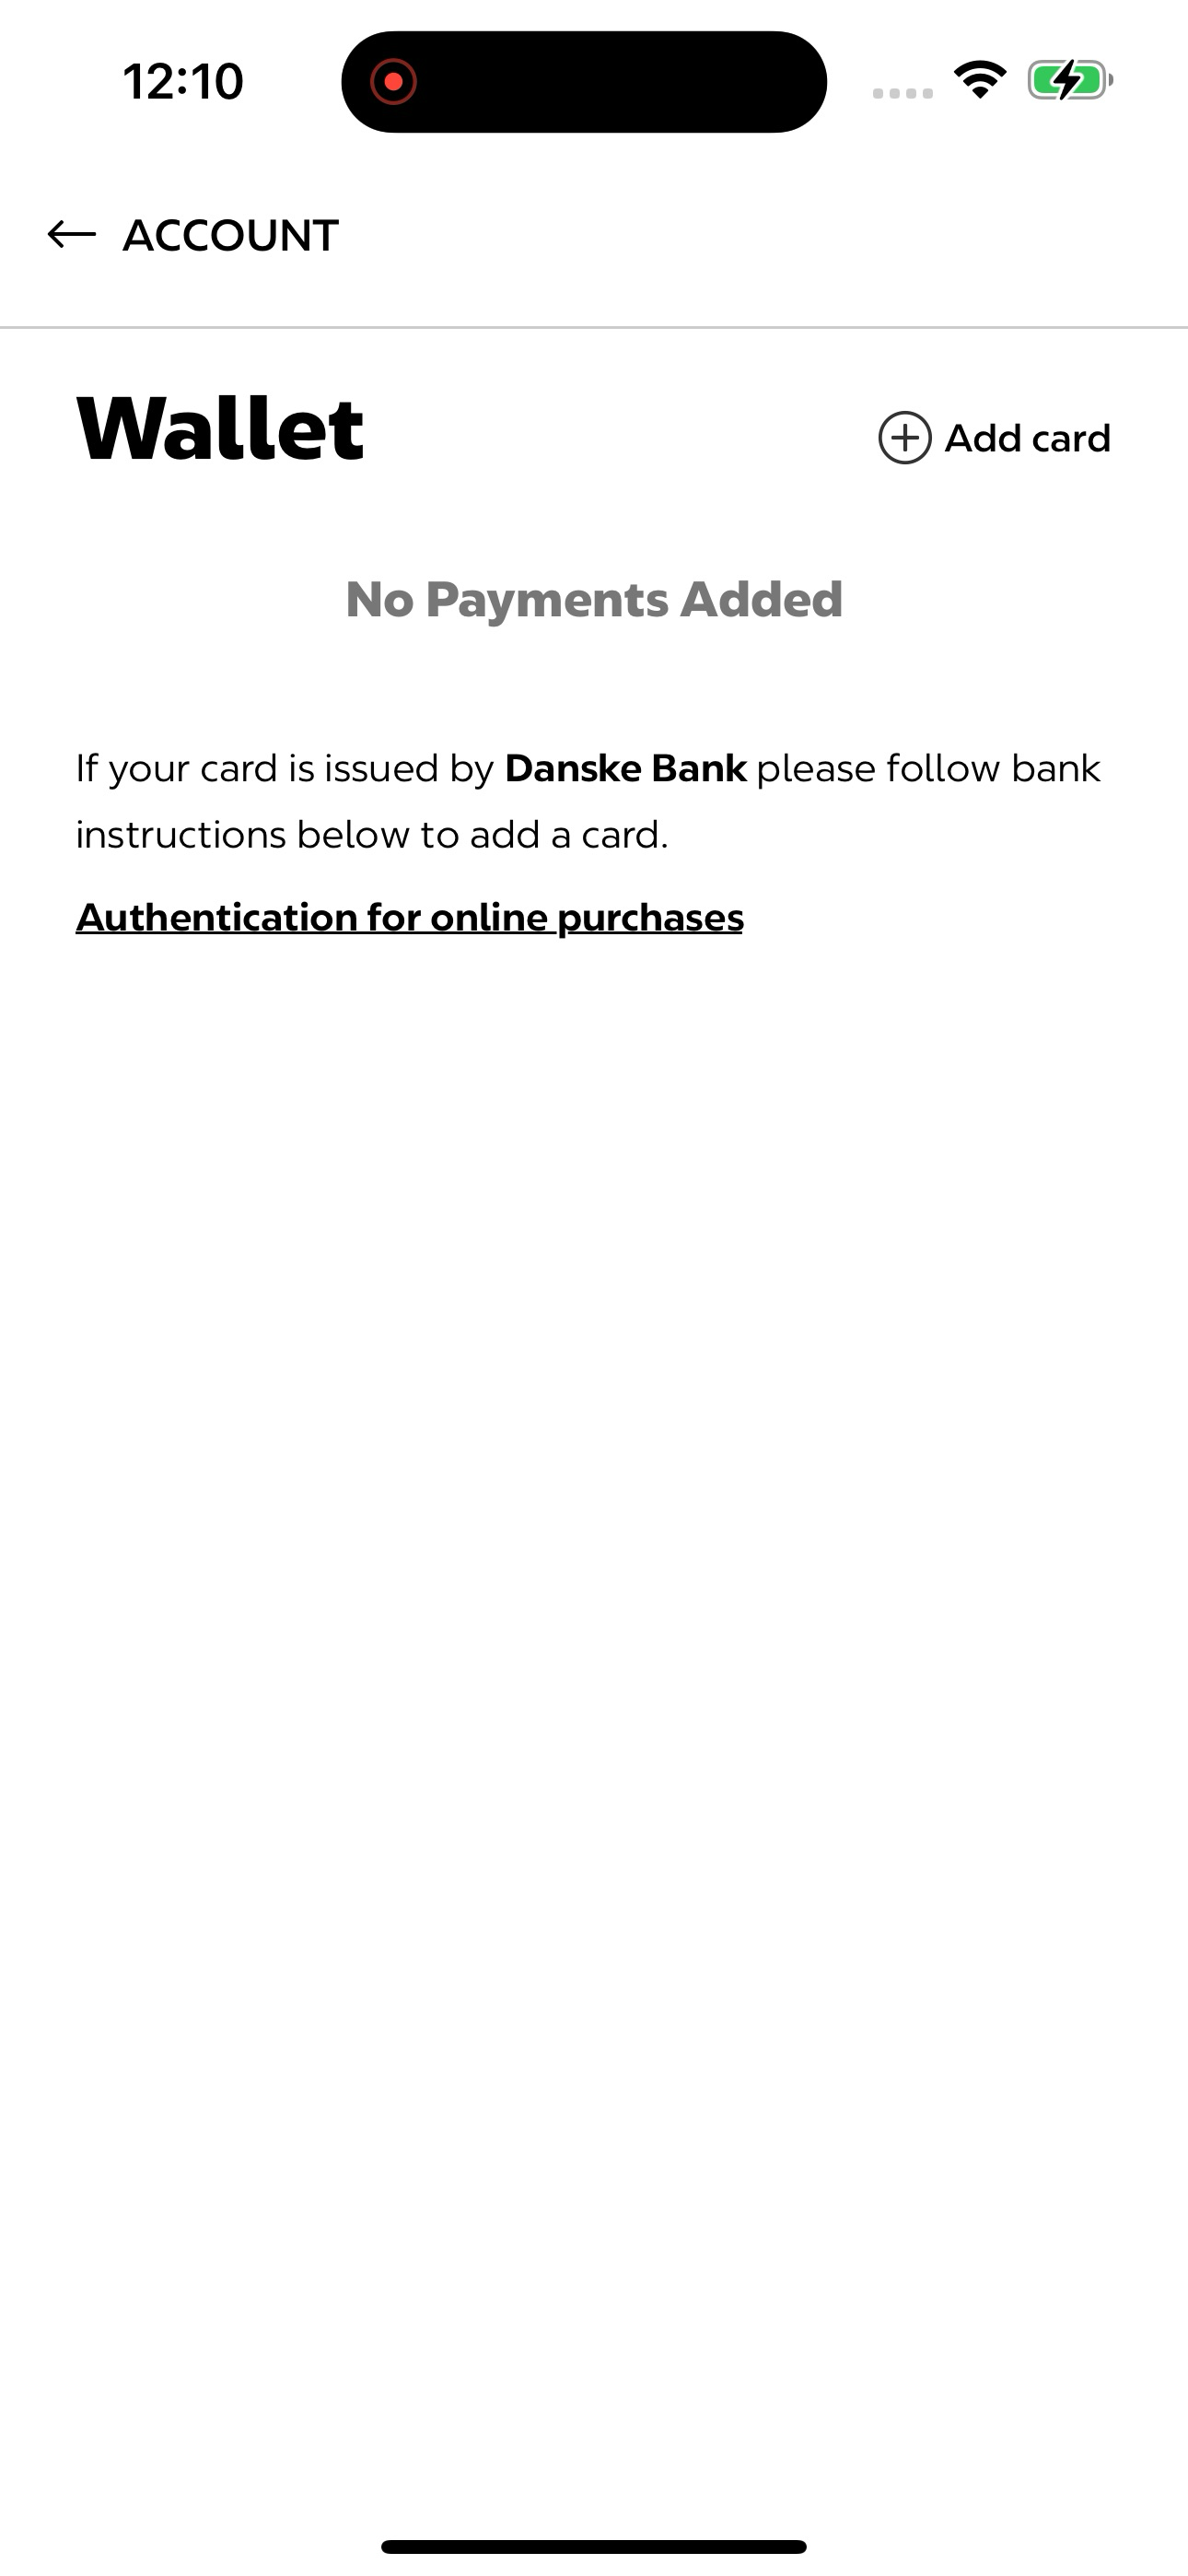 12:10
ACCOUNT
Wallet
Add card
No Payments Added
If your card is issued by Danske Bank please follow bank
instructions below to add a card.
Authentication for online purchases